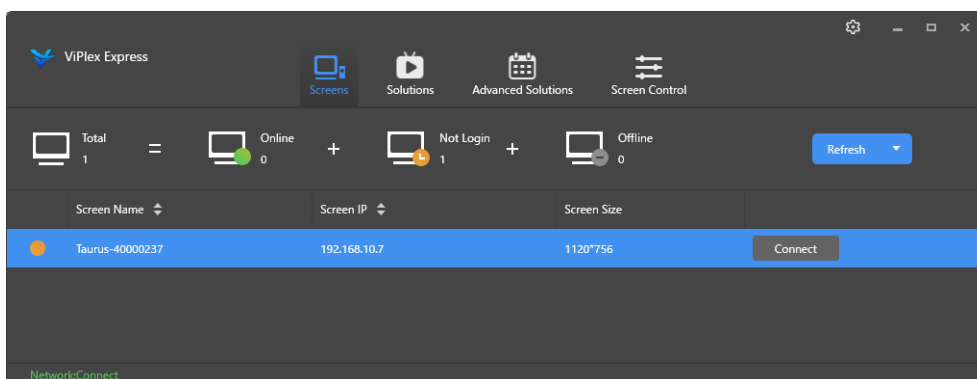 ViPlex Express
Screens Solutions Advanced Solutions Screen Control
Total Online Not Login Offline
1 = 0 + 1 + 0
Refresh
Screen Name Screen IP Screen Size
Taurus-40000237 192.168.10.7 1120*756 Connect
Network:Connect